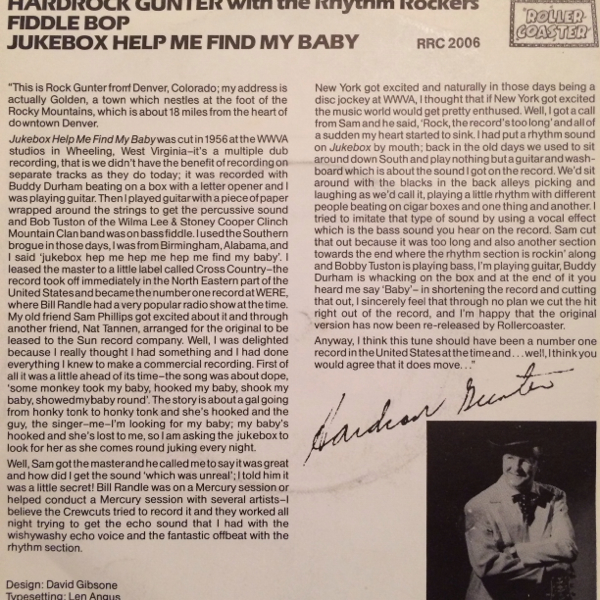 HARDROCK GUNTER with the Rhythm Rockers
FIDDLE BOP
JUKEBOX HELP ME FIND MY BABY
RRC 2006
"ROLLER-
COASTER"
"This is Rock Gunter from Denver, Colorado; my address is
actually Golden, a town which nestles at the foot of the
Rocky Mountains, which is about 18 miles from the heart of
downtown Denver.
Jukebox Help Me Find My Baby was cut in 1956 at the WWVA
studios in Wheeling, West Virginia–it's a multiple dub
recording, that is we didn't have the benefit of recording on
separate tracks as they do today; it was recorded with
Buddy Durham beating on a box with a letter opener and I
was playing guitar. Then I played guitar with a piece of paper
wrapped around the strings to get the percussive sound
and Bob Tuston of the Wilma Lee & Stoney Cooper Clinch
Mountain Clan band was on bass fiddle. I used the Southern
brogue in those days, I was from Birmingham, Alabama, and
I said 'jukebox hep me hep me hep me find my baby'. I
leased the master to a little label called Cross Country–the
record took off immediately in the North Eastern part of the
United States and became the number one record at WERE,
where Bill Randle had a very popular radio show at the time.
My old friend Sam Phillips got excited about it and through
another friend, Nat Tannen, arranged for the original to be
leased to the Sun record company. Well, I was delighted
because I really thought I had something and I had done
everything I knew to make a commercial recording. First of
all it was a little ahead of its time–the song was about dope,
'some monkey took my baby, hooked my baby, shook my
baby, showedmybaby round'. The story is about a gal going
from honky tonk to honky tonk and she's hooked and the
guy, the singer–me–I'm looking for my baby; my baby's
hooked and she's lost to me, so I am asking the jukebox to
look for her as she comes round juking every night.
Well, Sam got the master and he called me to say it was great
and how did I get the sound 'which was unreal'; I told him it
was a little secret! Bill Randle was on a Mercury session or
helped conduct a Mercury session with several artists–I
believe the Crewcuts tried to record it and they worked all
night trying to get the echo sound that I had with the
wishywashy echo voice and the fantastic offbeat with the
rhythm section.
New York got excited and naturally in those days being a
disc jockey at WWVA, I thought that if New York got excited
the music world would get pretty enthused. Well, I got a call
from Sam and he said, 'Rock, the record's too long' and all of
a sudden my heart started to sink. I had put a rhythm sound
on Jukebox by mouth; back in the old days we used to sit
around down South and play nothing but a guitar and wash-
board which is about the sound I got on the record. We'd sit
around with the blacks in the back alleys picking and
laughing as we'd call it, playing a little rhythm with different
people beating on cigar boxes and one thing and another. I
tried to imitate that type of sound by using a vocal effect
which is the bass sound you hear on the record. Sam cut
that out because it was too long and also another section
towards the end where the rhythm section is rockin' along
and Bobby Tuston is playing bass, I'm playing guitar, Buddy
Durham is whacking on the box and at the end of it you
heard me say 'Baby'– in shortening the record and cutting
that out, I sincerely feel that through no plan we cut the hit
right out of the record, and I'm happy that the original
version has now been re-released by Rollercoaster.
Anyway, I think this tune should have been a number one
record in the United States at the time and...well, I think you
would agree that it does move..."
Hardrock Gunter
Design: David Gibsone
Typesetting: Len Angus